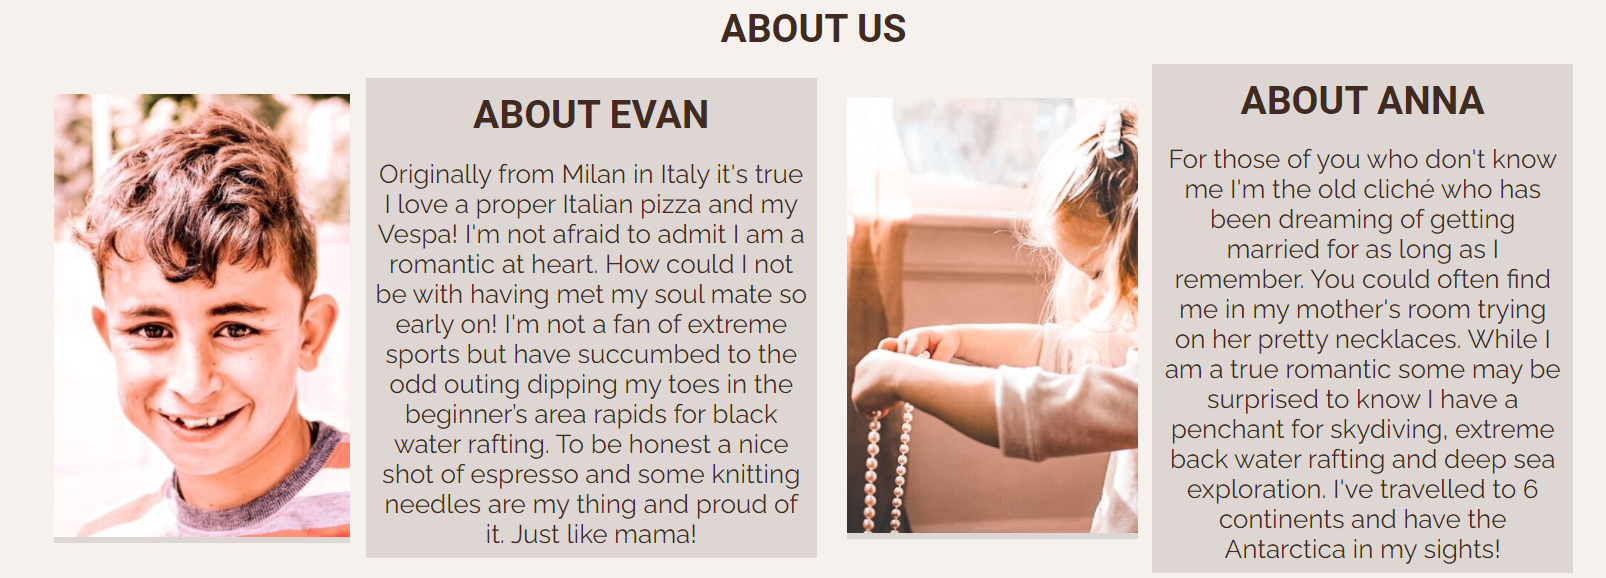 ABOUT US
ABOUT EVAN
Originally from Milan in Italy it's true
I love a proper Italian pizza and my
Vespa! I'm not afraid to admit I am a
romantic at heart. How could I not
be with having met my soul mate so
early on! I'm not a fan of extreme
sports but have succumbed to the
odd outing dipping my toes in the
beginner’s area rapids for black
water rafting. To be honest a nice
shot of espresso and some knitting
needles are my thing and proud of
it. Just like mama!
ABOUT ANNA
For those of you who don't know
me I'm the old cliché who has
been dreaming of getting
married for as long as I
remember. You could often find
me in my mother's room trying
on her pretty necklaces. While I
am a true romantic some may be
surprised to know I have a
penchant for skydiving, extreme
back water rafting and deep sea
exploration. I've travelled to 6
continents and have the
Antarctica in my sights!